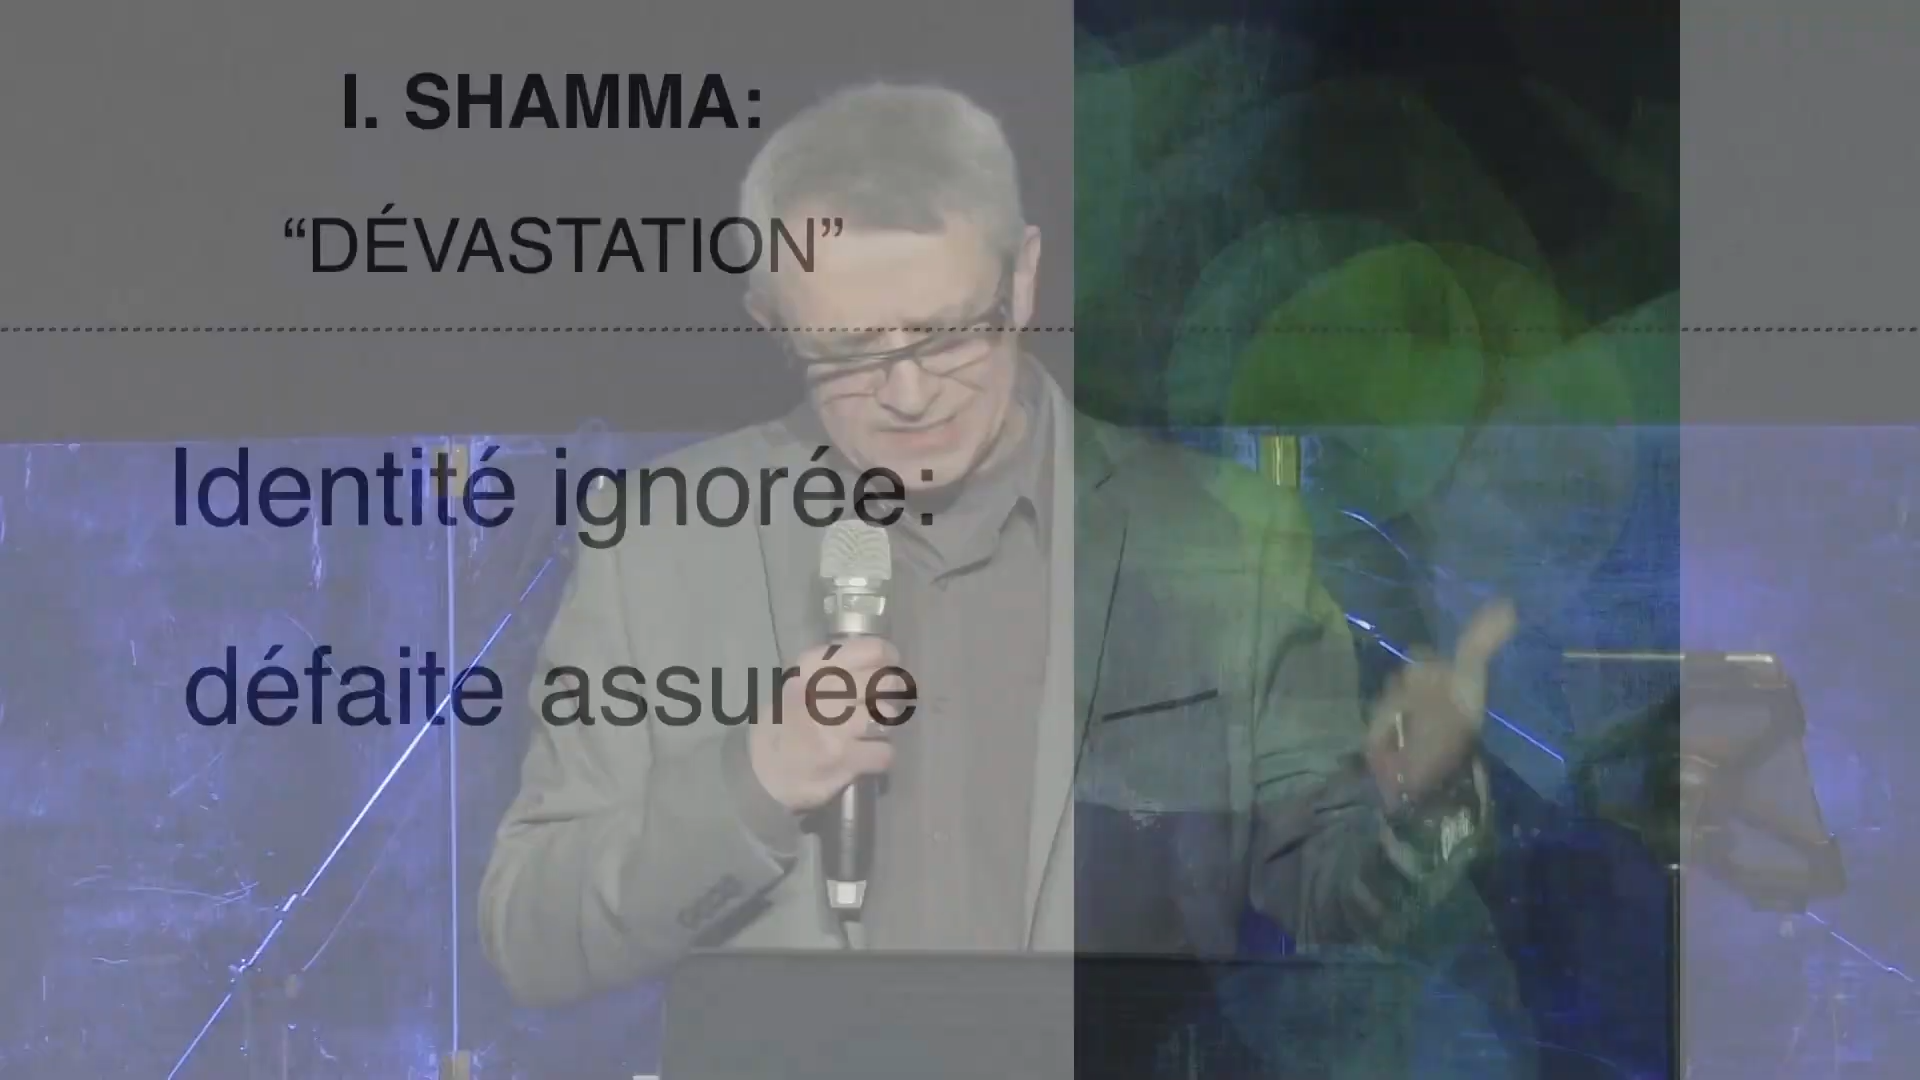 I. SHAMMA:
“DÉVASTATION”
Identité ignorée:
défaite assurée